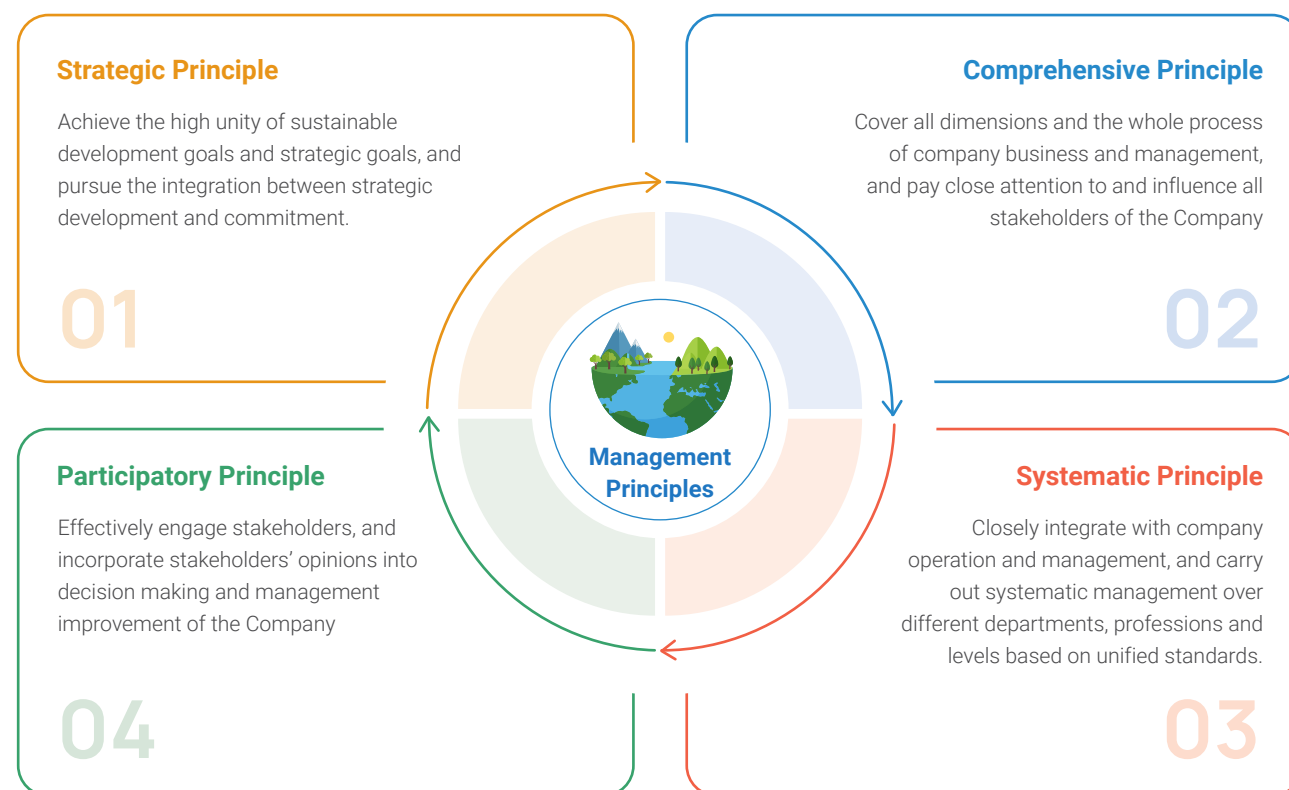 Strategic Principle
Achieve the high unity of sustainable
development goals and strategic goals, and
pursue the integration between strategic
development and commitment.
01
Comprehensive Principle
Cover all dimensions and the whole process
of company business and management,
and pay close attention to and influence all
stakeholders of the Company
02
Management
Principles
Systematic Principle
Closely integrate with company
operation and management, and carry
out systematic management over
different departments, professions and
levels based on unified standards.
03
Participatory Principle
Effectively engage stakeholders, and
incorporate stakeholders’ opinions into
decision making and management
improvement of the Company
04